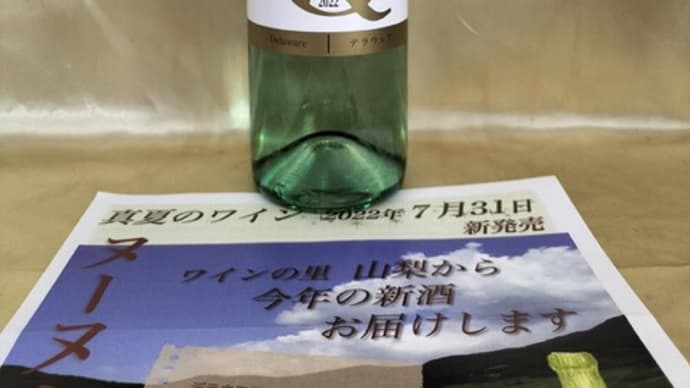 2022
Delaware デラウェア
真夏のワイン 2022年 7月31日
新発売
ワインの里 山梨から
今年の新酒
お届けします
ヌーヌ